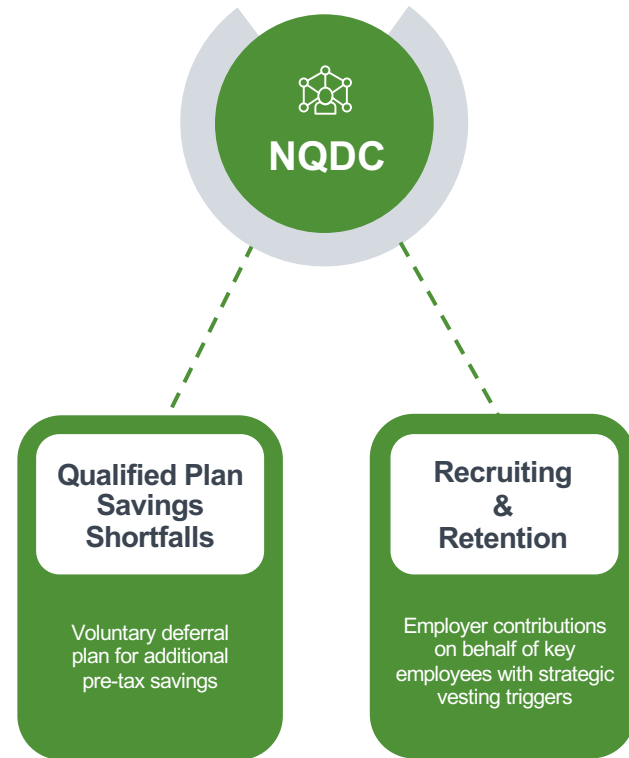 NQDC
Qualified Plan
Savings
Shortfalls
Voluntary deferral
plan for additional
pre-tax savings
Recruiting
&
Retention
Employer contributions
on behalf of key
employees with strategic
vesting triggers